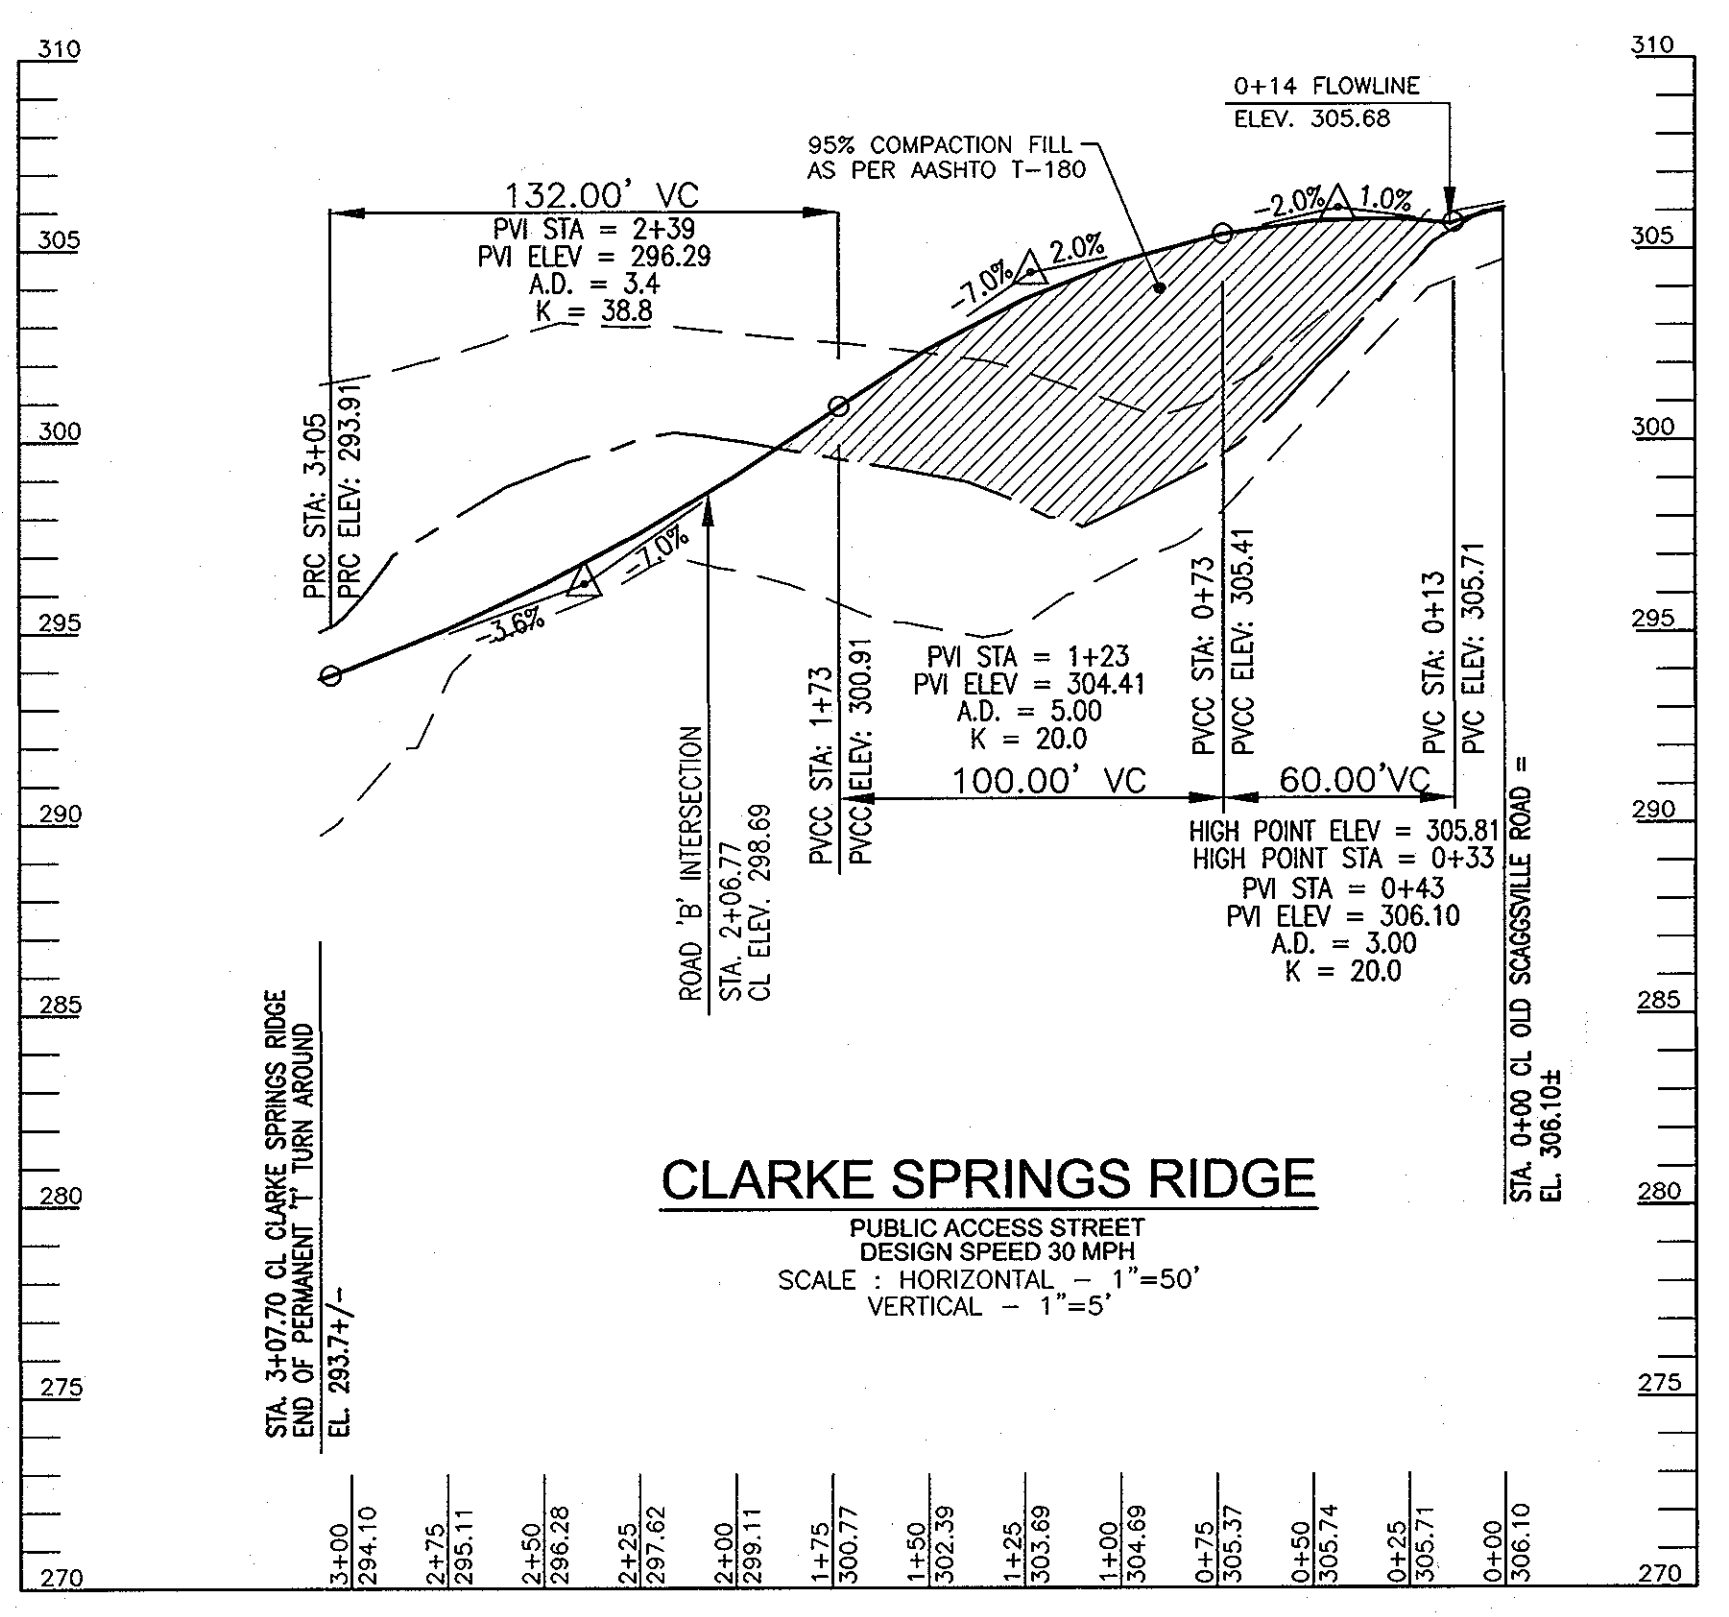 310
310
305
305
300
300
295
295
290
290
285
285
280
280
275
275
270
270
0+14 FLOWLINE
ELEV. 305.68
95% COMPACTION FILL
AS PER AASHTO T-180
132.00' VC
PVI STA = 2+39
PVI ELEV = 296.29
A.D. = 3.4
K = 38.8
-7.0%
2.0%
-2.0%
1.0%
-3.6%
-7.0%
PRC STA: 3+05
PRC ELEV: 293.91
ROAD 'B' INTERSECTION
STA. 2+06.77
CL ELEV. 298.69
PVCC STA: 1+73
PVCC ELEV: 300.91
PVI STA = 1+23
PVI ELEV = 304.41
A.D. = 5.00
K = 20.0
100.00' VC
PVCC STA: 0+73
PVCC ELEV: 305.41
PVC STA: 0+13
PVC ELEV: 305.71
60.00'VC
HIGH POINT ELEV = 305.81
HIGH POINT STA = 0+33
PVI STA = 0+43
PVI ELEV = 306.10
A.D. = 3.00
K = 20.0
STA. 0+00 CL OLD SCAGGSVILLE ROAD =
EL. 306.10±
STA. 3+07.70 CL CLARKE SPRINGS RIDGE
END OF PERMANENT 'T' TURN AROUND
EL. 293.7+/-
CLARKE SPRINGS RIDGE
PUBLIC ACCESS STREET
DESIGN SPEED 30 MPH
SCALE : HORIZONTAL - 1"=50'
VERTICAL - 1"=5'
3+00
294.10
2+75
295.11
2+50
296.28
2+25
297.62
2+00
299.11
1+75
300.77
1+50
302.39
1+25
303.69
1+00
304.69
0+75
305.37
0+50
305.74
0+25
305.71
0+00
306.10